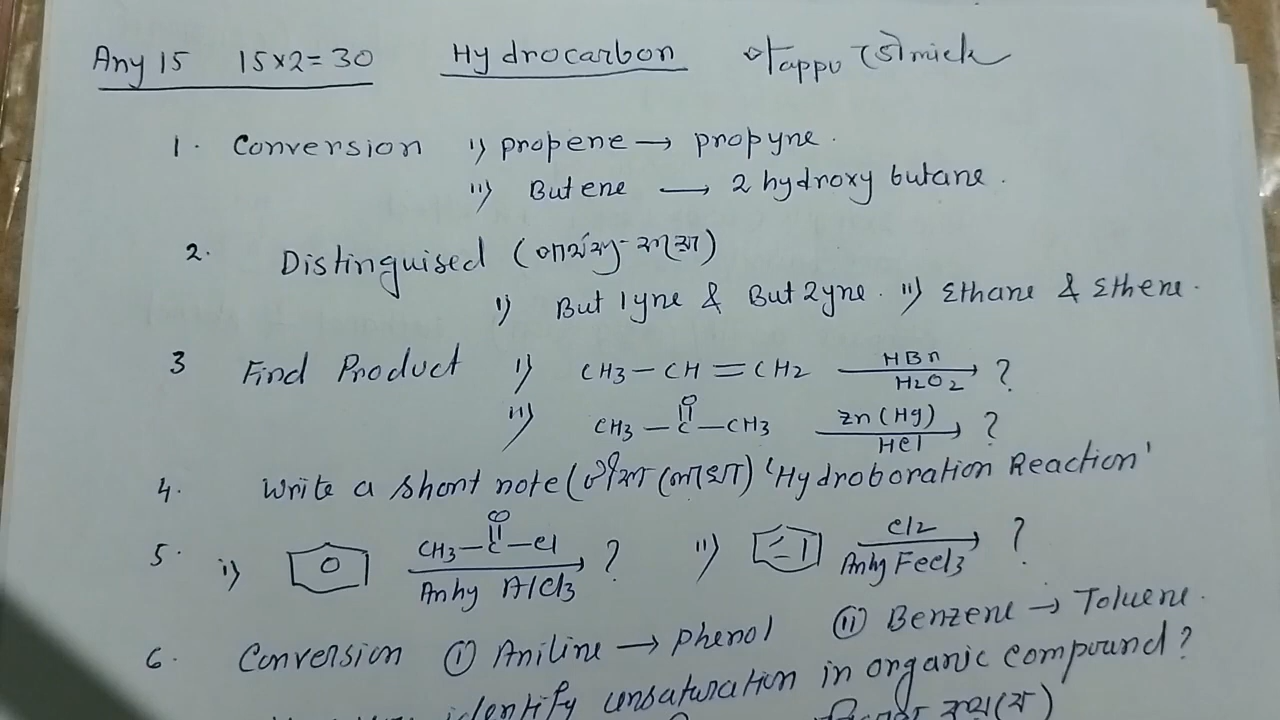 Any 15 15×2=30 Hydrocarbon
1. Conversion i) propene → propyne.
ii) Butene → 2 hydroxy butane.
2. Distinguised (পার্থক্য কর)
i) But 1yne & But 2yne. ii) Ethane & Ethene.
3 Find Product i) CH3—CH=CH2 HBr H2O2 → ?
ii) CH3—C—CH3 O Zn(Hg) HCl → ?
4. Write a short note (টীকা লেখো) 'Hydroboration Reaction'
5. i) CH3—C—Cl O Anhy AlCl3 → ? ii) Cl2 Anhy FeCl3 → ?
6. Conversion (i) Aniline → Phenol (ii) Benzene → Toluene.
identify unsaturation in organic compound?